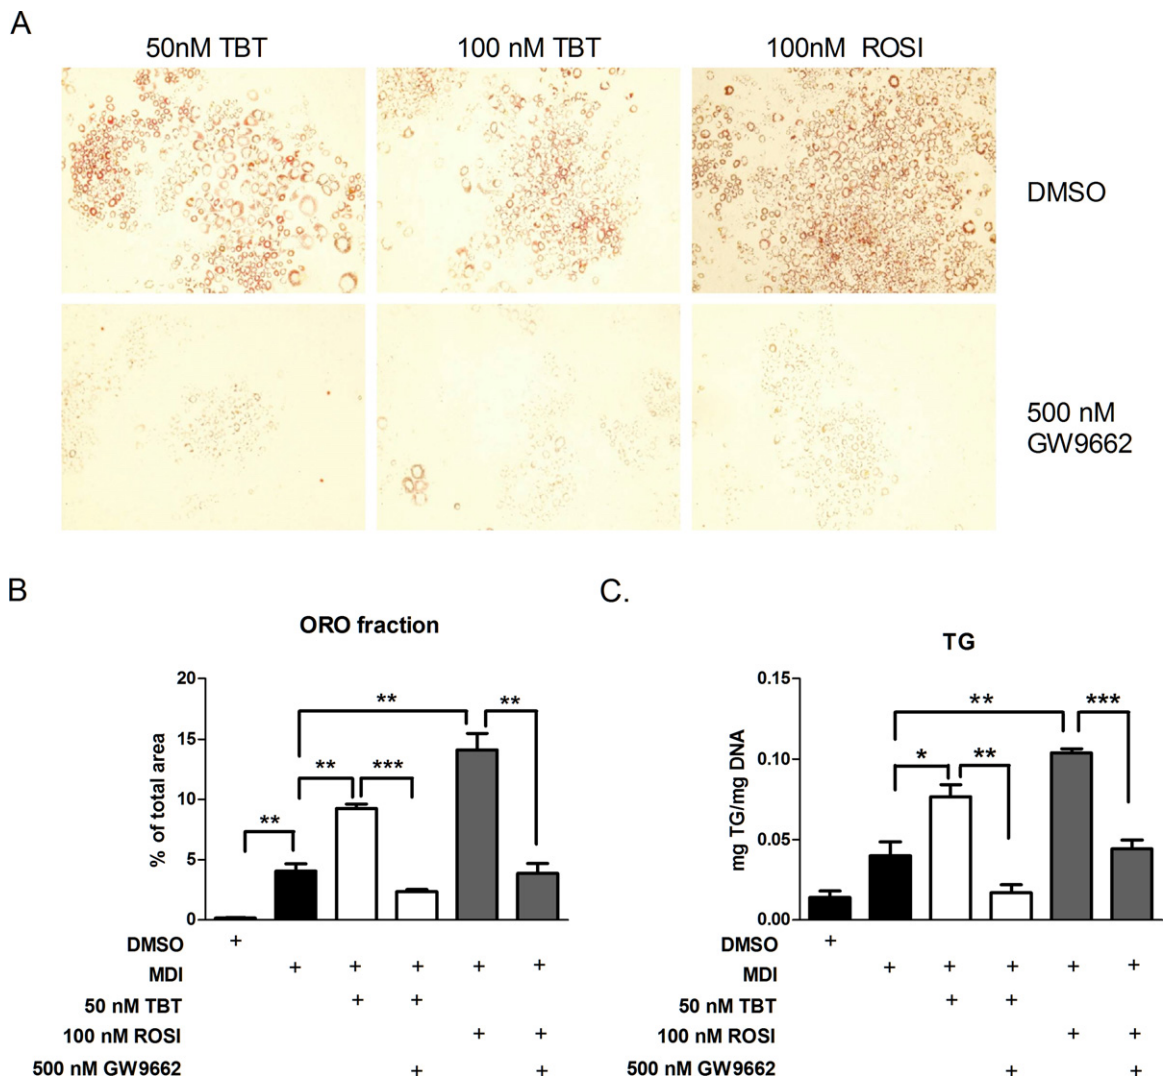 A
50nM TBT 100 nM TBT 100nM ROSI
DMSO
500 nM
GW9662
B
ORO fraction
% of total area
20
15
10
5
0
**
**
***
**
**
DMSO +
MDI + + + + +
50 nM TBT + +
100 nM ROSI + +
500 nM GW9662 + +
C.
TG
mg TG/mg DNA
0.15
0.10
0.05
0.00
*
**
**
***
DMSO +
MDI + + + + +
50 nM TBT + +
100 nM ROSI + +
500 nM GW9662 + +